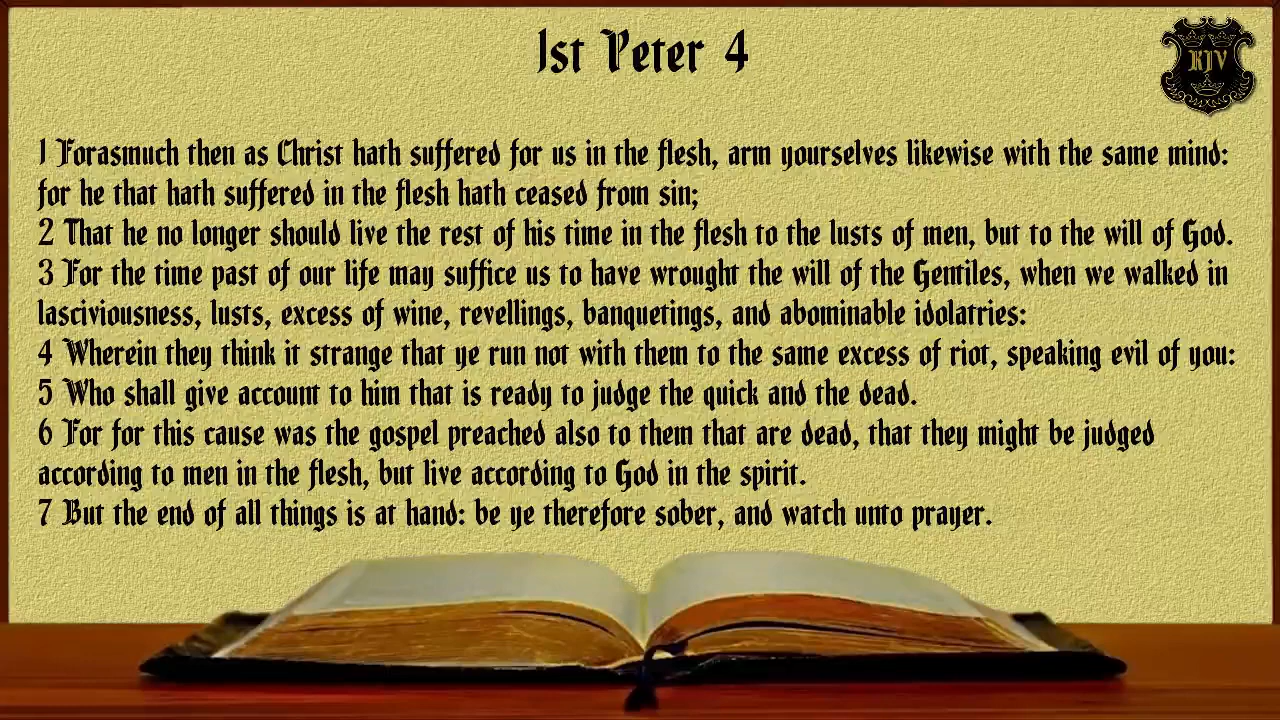 1st Peter 4
KJV
1 Forasmuch then as Christ hath suffered for us in the flesh, arm yourselves likewise with the same mind:
for he that hath suffered in the flesh hath ceased from sin;
2 That he no longer should live the rest of his time in the flesh to the lusts of men, but to the will of God.
3 For the time past of our life may suffice us to have wrought the will of the Gentiles, when we walked in
lasciviousness, lusts, excess of wine, revellings, banquetings, and abominable idolatries:
4 Wherein they think it strange that ye run not with them to the same excess of riot, speaking evil of you:
5 Who shall give account to him that is ready to judge the quick and the dead.
6 For for this cause was the gospel preached also to them that are dead, that they might be judged
according to men in the flesh, but live according to God in the spirit.
7 But the end of all things is at hand: be ye therefore sober, and watch unto prayer.